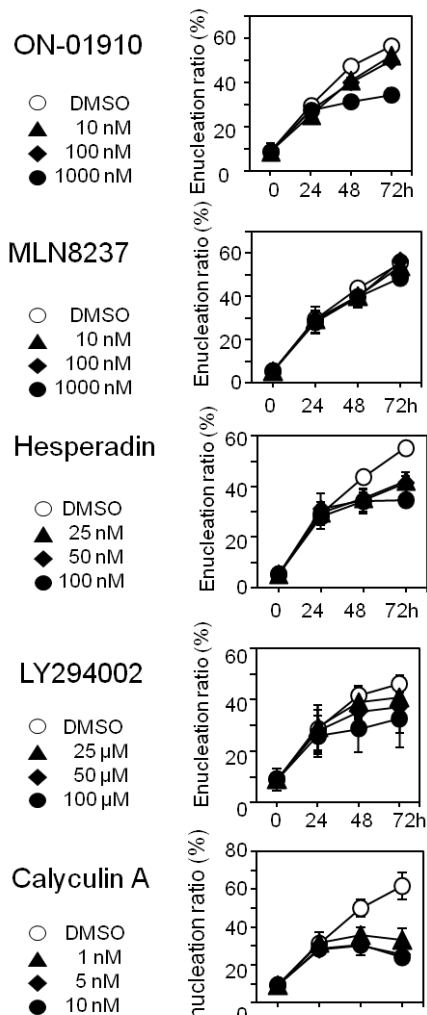 ON-01910
DMSO
10 nM
100 nM
1000 nM
Enucleation ratio (%)
60
40
20
0
0 24 48 72h
MLN8237
DMSO
10 nM
100 nM
1000 nM
Enucleation ratio (%)
60
40
20
0
0 24 48 72h
Hesperadin
DMSO
25 nM
50 nM
100 nM
Enucleation ratio (%)
60
40
20
0
0 24 48 72h
LY294002
DMSO
25 µM
50 µM
100 µM
Enucleation ratio (%)
60
40
20
0
0 24 48 72h
Calyculin A
DMSO
1 nM
5 nM
10 nM
nucleation ratio (%)
80
60
40
20
0